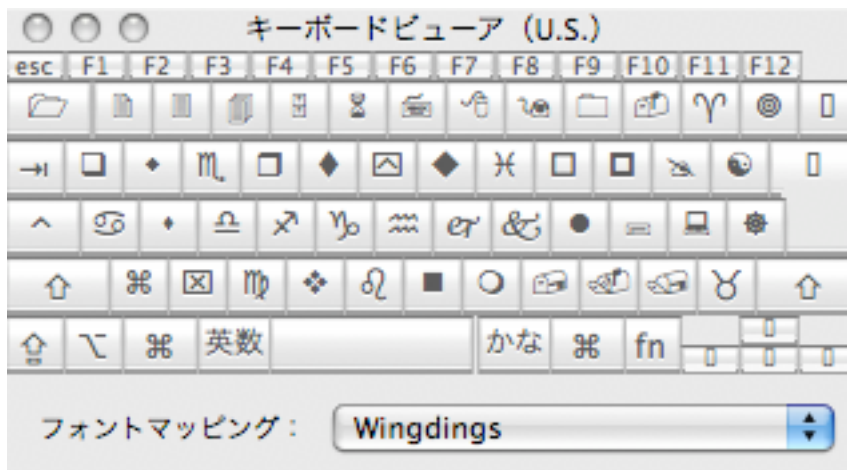 キーボードビューア（U.S.）
esc F1 F2 F3 F4 F5 F6 F7 F8 F9 F10 F11 F12
英数 かな fn
フォントマッピング： Wingdings